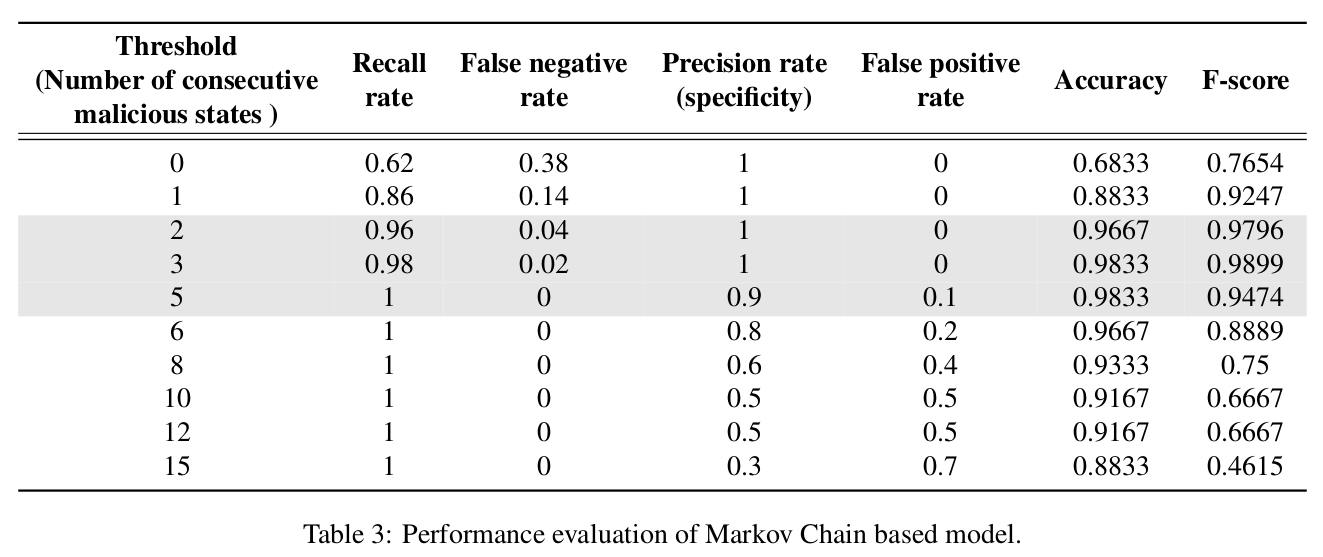 Threshold
(Number of consecutive
malicious states )
Recall
rate
False negative
rate
Precision rate
(specificity)
False positive
rate
Accuracy
F-score
0 0.62 0.38 1 0 0.6833 0.7654
1 0.86 0.14 1 0 0.8833 0.9247
2 0.96 0.04 1 0 0.9667 0.9796
3 0.98 0.02 1 0 0.9833 0.9899
5 1 0 0.9 0.1 0.9833 0.9474
6 1 0 0.8 0.2 0.9667 0.8889
8 1 0 0.6 0.4 0.9333 0.75
10 1 0 0.5 0.5 0.9167 0.6667
12 1 0 0.5 0.5 0.9167 0.6667
15 1 0 0.3 0.7 0.8833 0.4615
Table 3: Performance evaluation of Markov Chain based model.